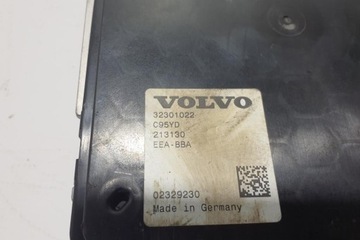 VOLVO
32301022
C95YD
213130
EEA-BBA
02329230
Made in Germany